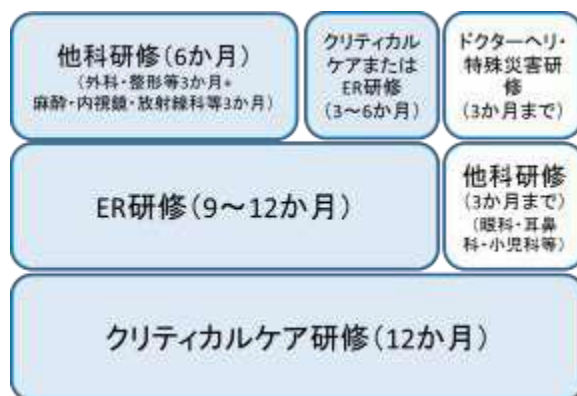 他科研修（6か月）
（外科・整形等3か月＋
麻酔・内視鏡・放射線科等3か月）
クリティカル
ケアまたは
ER研修
（3～6か月）
ドクターヘリ・
特殊災害研
修
（3か月まで）
ER研修（9～12か月）
他科研修
（3か月まで）
（眼科・耳鼻
科・小児科等）
クリティカルケア研修（12か月）